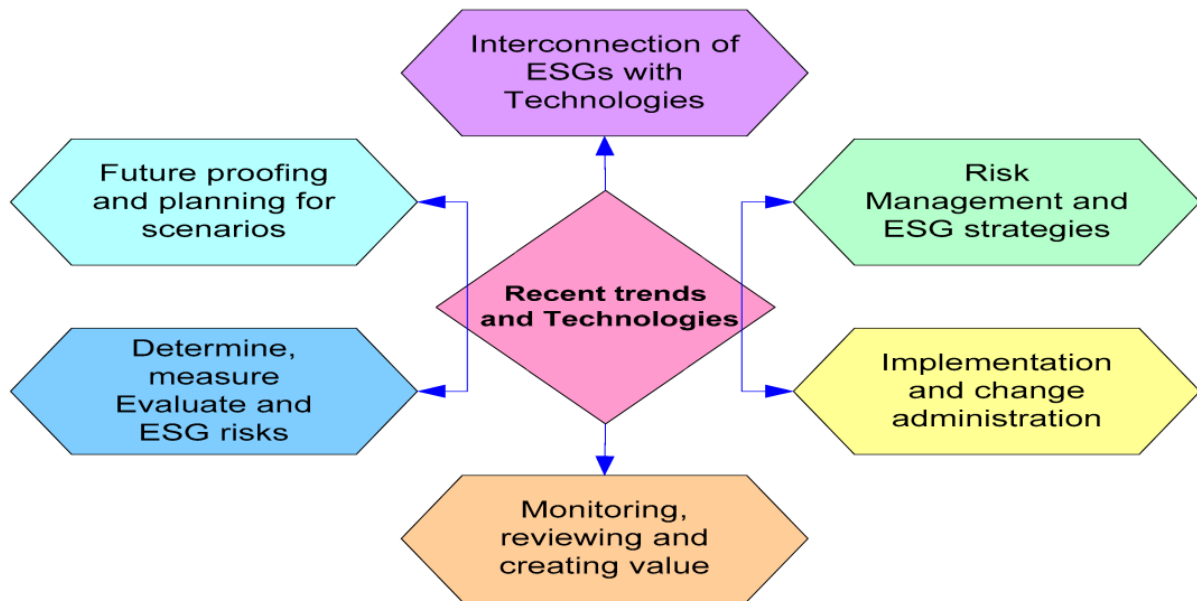 Interconnection of
ESGs with
Technologies
Future proofing
and planning for
scenarios
Risk
Management and
ESG strategies
Recent trends
and Technologies
Determine,
measure
Evaluate and
ESG risks
Implementation
and change
administration
Monitoring,
reviewing and
creating value